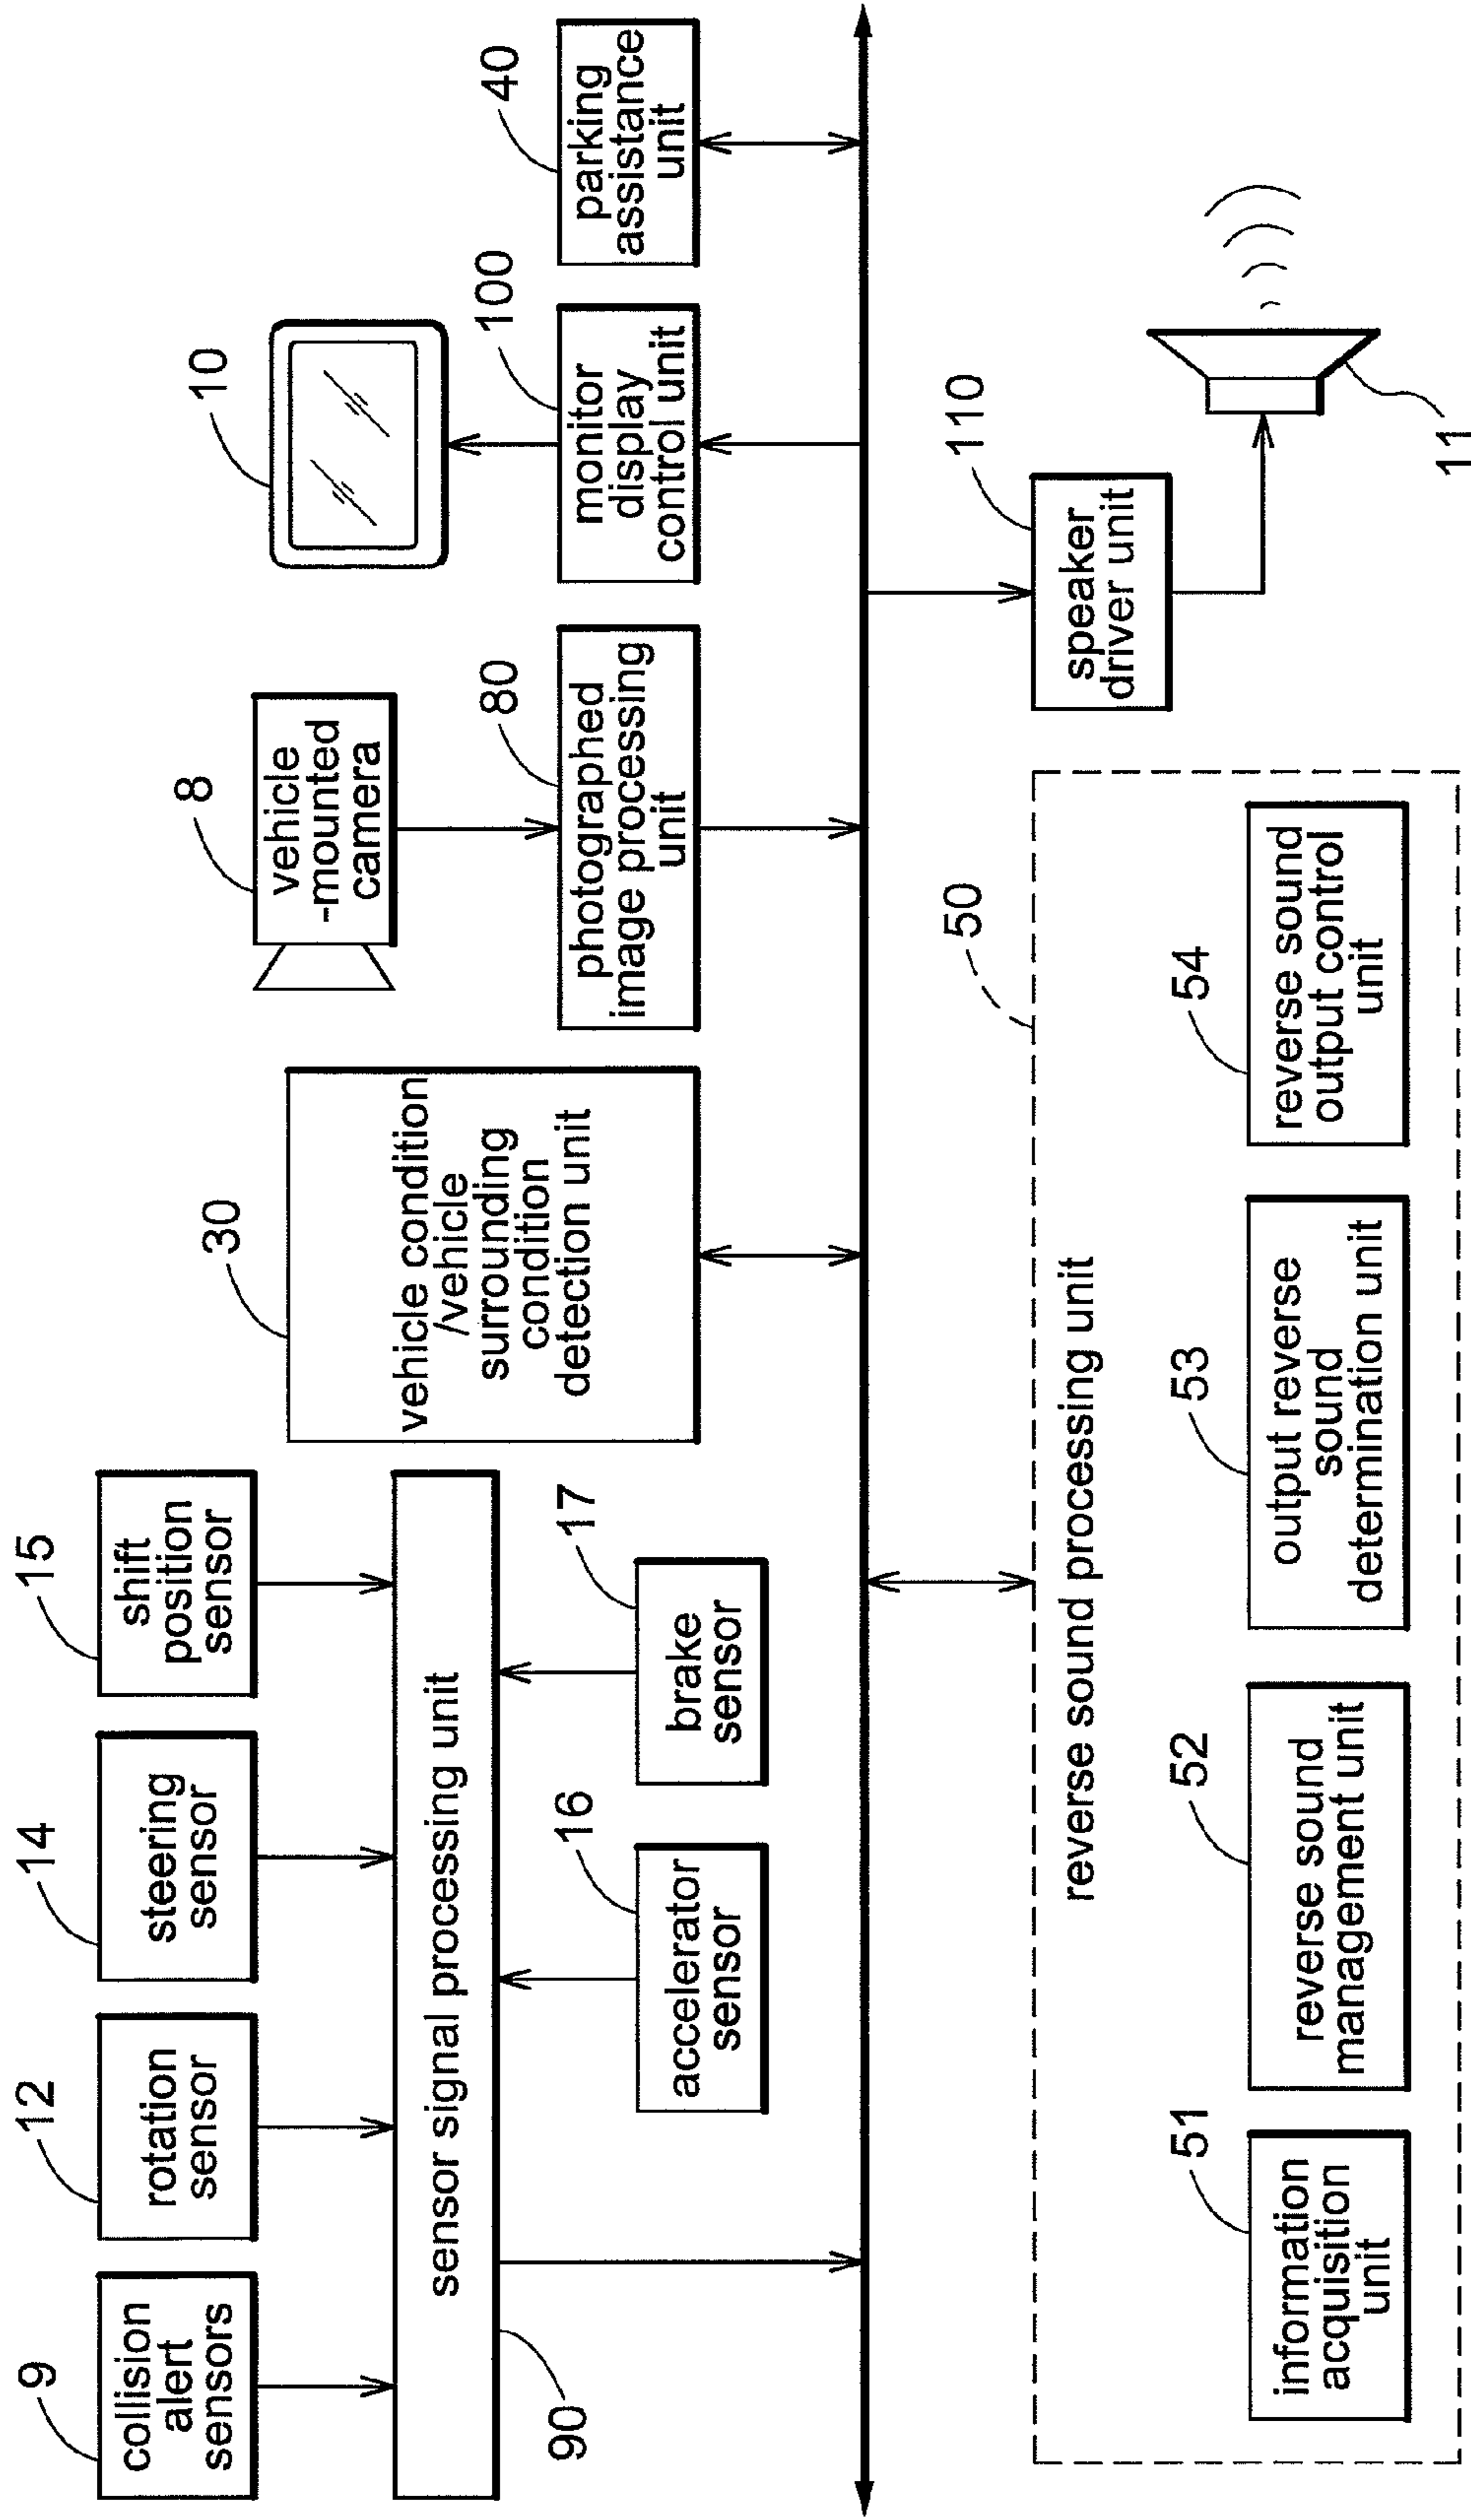 9
collision
alert
sensors
12
rotation
sensor
14
steering
sensor
15
shift
position
sensor
90
sensor signal processing unit
16
accelerator
sensor
17
brake
sensor
30
vehicle condition
/vehicle
surrounding
condition
detection unit
8
vehicle
-mounted
camera
80
photographed
image processing
unit
10
100
monitor
display
control unit
40
parking
assistance
unit
50
reverse sound processing unit
51
information
acquisition
unit
52
reverse sound
management unit
53
output reverse
sound
determination unit
54
reverse sound
output control
unit
110
speaker
driver unit
11